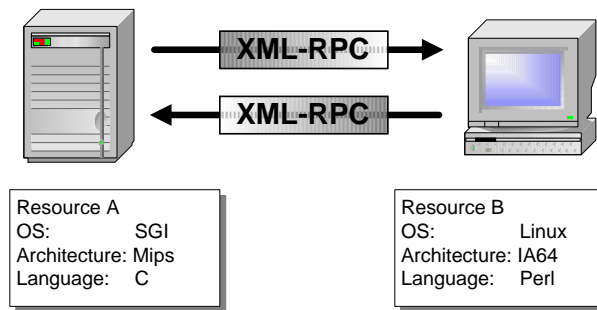 XML-RPC
XML-RPC
Resource A
OS: SGI
Architecture: Mips
Language: C
Resource B
OS: Linux
Architecture: IA64
Language: Perl